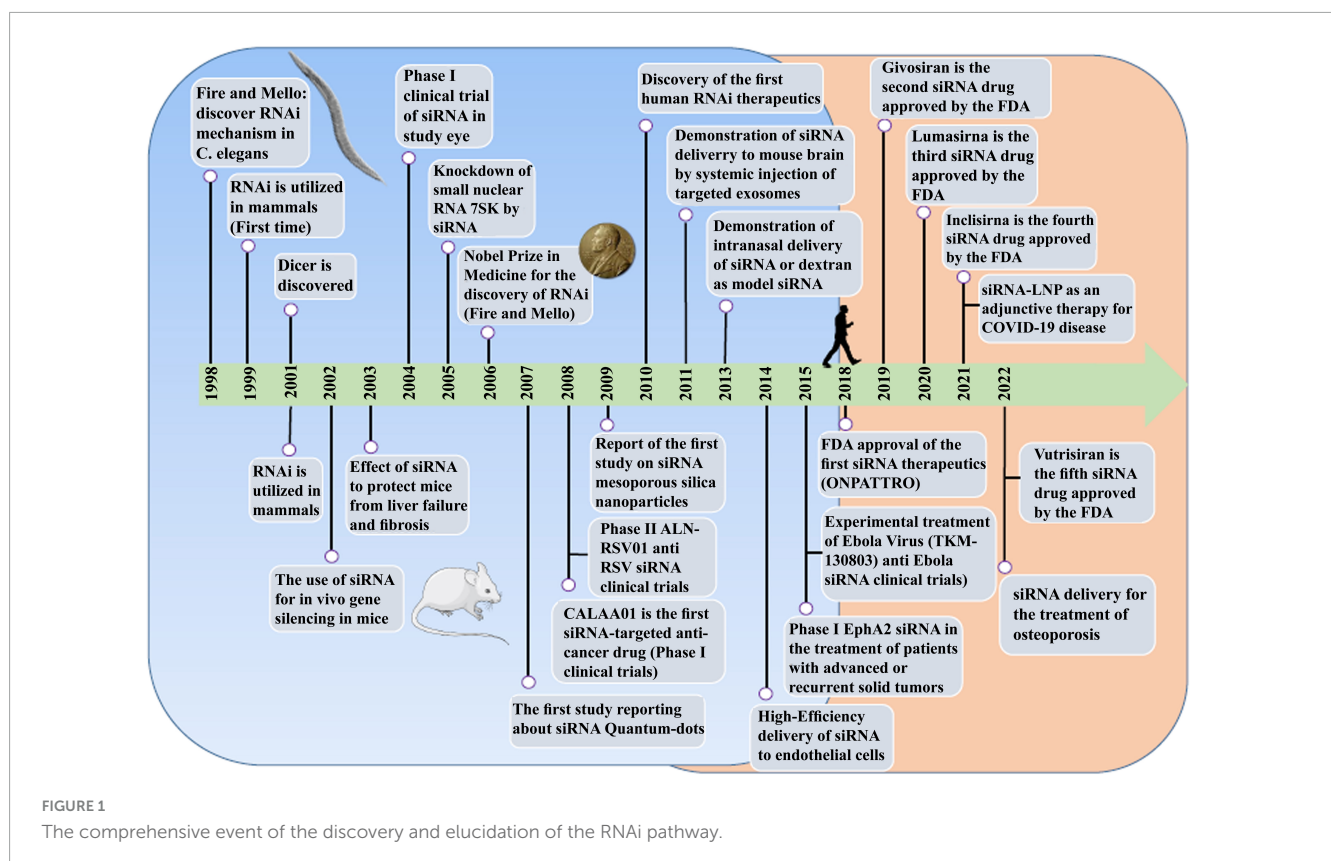 Fire and Mello:
discover RNAi
mechanism in
C. elegans
RNAi is utilized
in mammals
(First time)
Dicer is
discovered
Phase I
clinical trial
of siRNA in
study eye
Knockdown of
small nuclear
RNA 7SK by
siRNA
Nobel Prize in
Medicine for the
discovery of RNAi
(Fire and Mello)
Discovery of the first
human RNAi therapeutics
Demonstration of siRNA
deliverry to mouse brain
by systemic injection of
targeted exosomes
Demonstration of
intranasal delivery
of siRNA or dextran
as model siRNA
Givosiran is the
second siRNA drug
approved by the FDA
Lumasirna is the
third siRNA drug
approved by the
FDA
Inclisirna is the fourth
siRNA drug approved
by the FDA
siRNA-LNP as an
adjunctive therapy for
COVID-19 disease
1998
1999
2001
2002
2003
2004
2005
2006
2007
2008
2009
2010
2011
2013
2014
2015
2018
2019
2020
2021
2022
RNAi is
utilized in
mammals
The use of siRNA
for in vivo gene
silencing in mice
Effect of siRNA
to protect mice
from liver failure
and fibrosis
The first study reporting
about siRNA Quantum-dots
Phase II ALN-
RSV01 anti
RSV siRNA
clinical trials
CALAA01 is the first
siRNA-targeted anti-
cancer drug (Phase I
clinical trials)
Report of the first
study on siRNA
mesoporous silica
nanoparticles
High-Efficiency
delivery of siRNA
to endothelial cells
Experimental treatment
of Ebola Virus (TKM-
130803) anti Ebola
siRNA clinical trials)
Phase I EphA2 siRNA in
the treatment of patients
with advanced or
recurrent solid tumors
FDA approval of the
first siRNA therapeutics
(ONPATTRO)
Vutrisiran is
the fifth siRNA
drug approved
by the FDA
siRNA delivery for
the treatment of
osteoporosis
FIGURE 1
The comprehensive event of the discovery and elucidation of the RNAi pathway.